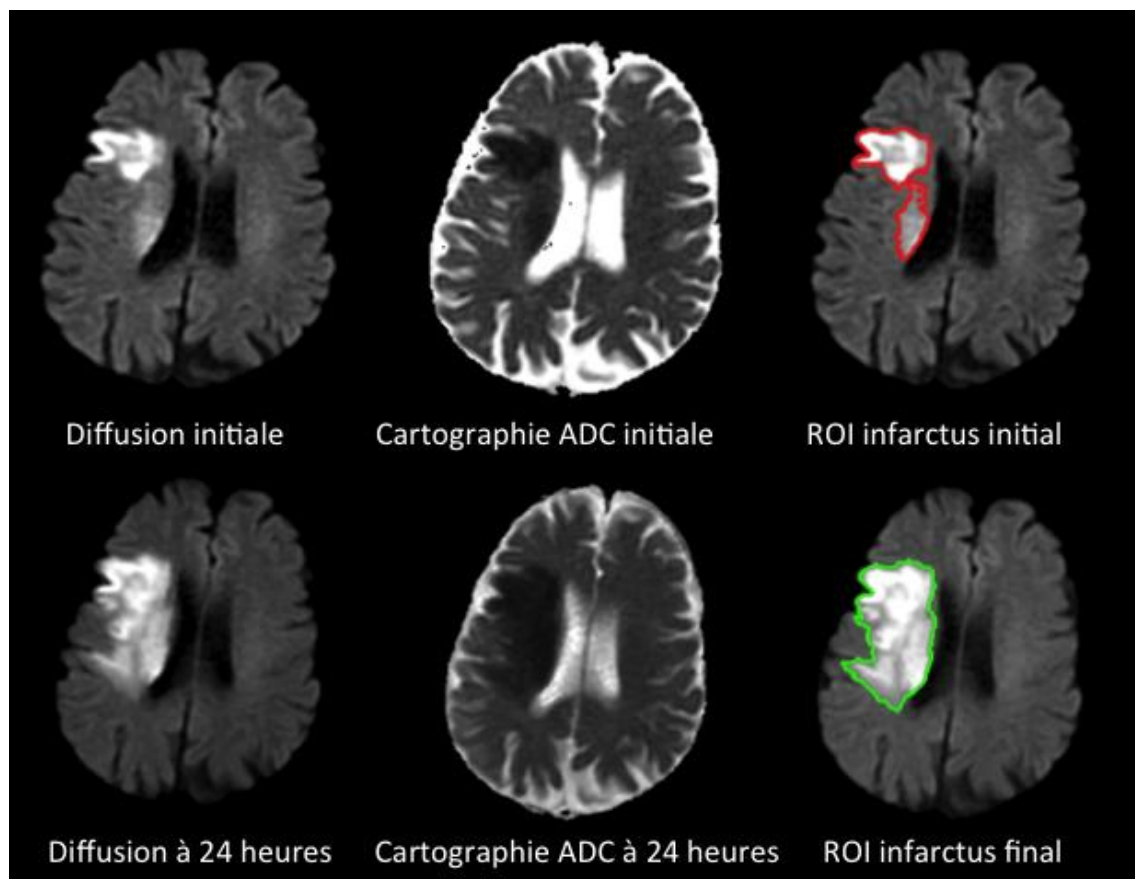 Diffusion initiale
Cartographie ADC initiale
ROI infarctus initial
Diffusion à 24 heures
Cartographie ADC à 24 heures
ROI infarctus final